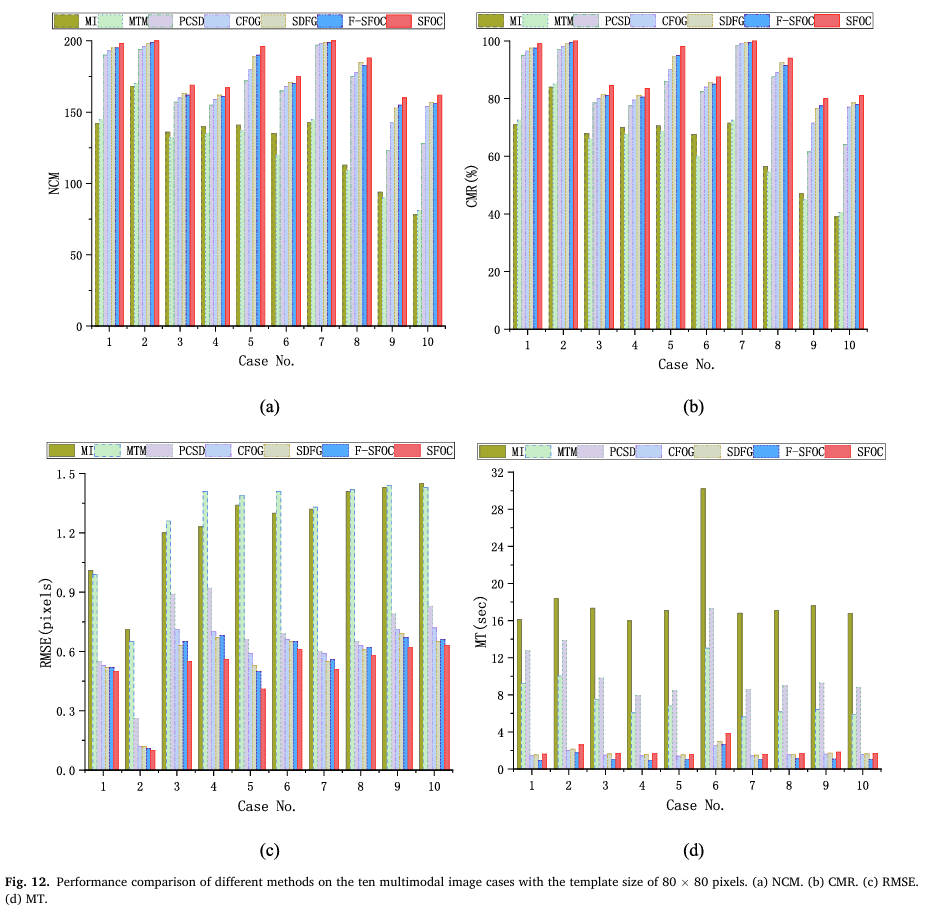 MI MTM PCSD CFOG SDFG F-SFOC SFOC
200
150
100
50
0
NCM
1 2 3 4 5 6 7 8 9 10
Case No.
(a)
MI MTM PCSD CFOG SDFG F-SFOC SFOC
100
80
60
40
20
0
CMR(%)
1 2 3 4 5 6 7 8 9 10
Case No.
(b)
MI MTM PCSD CFOG SDFG F-SFOC SFOC
1.5
1.2
0.9
0.6
0.3
0.0
RMSE(pixels)
1 2 3 4 5 6 7 8 9 10
Case No.
(c)
MI MTM PCSD CFOG SDFG F-SFOC SFOC
32
28
24
20
16
12
8
4
0
MT(sec)
1 2 3 4 5 6 7 8 9 10
Case No.
(d)
Fig. 12. Performance comparison of different methods on the ten multimodal image cases with the template size of 80 × 80 pixels. (a) NCM. (b) CMR. (c) RMSE.
(d) MT.